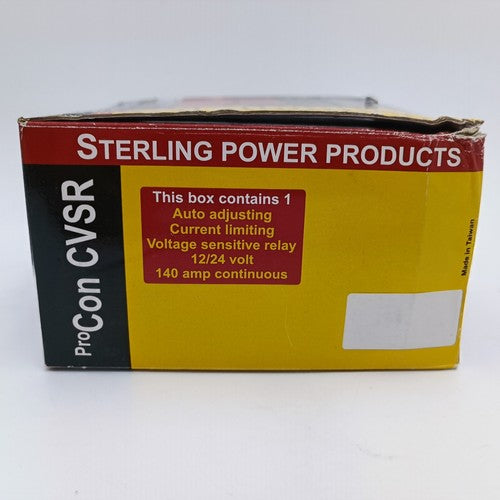 STERLING POWER PRODUCTS
ProCon CVSR
This box contains 1
Auto adjusting
Current limiting
Voltage sensitive relay
12/24 volt
140 amp continuous
Made in Taiwan